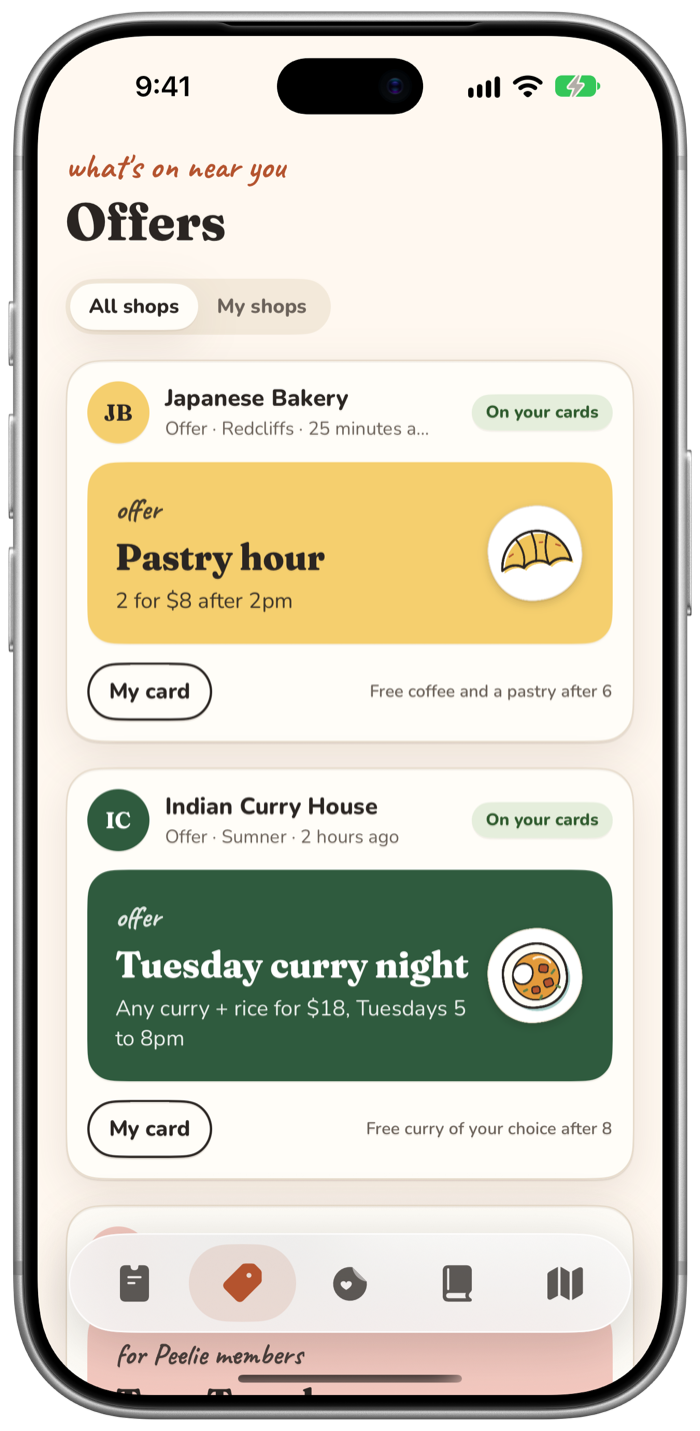 9:41
what's on near you
Offers
All shops My shops
JB
Japanese Bakery
Offer · Redcliffs · 25 minutes a...
On your cards
offer
Pastry hour
2 for $8 after 2pm
My card
Free coffee and a pastry after 6
IC
Indian Curry House
Offer · Sumner · 2 hours ago
On your cards
offer
Tuesday curry night
Any curry + rice for $18, Tuesdays 5
to 8pm
My card
Free curry of your choice after 8
for Peelie members